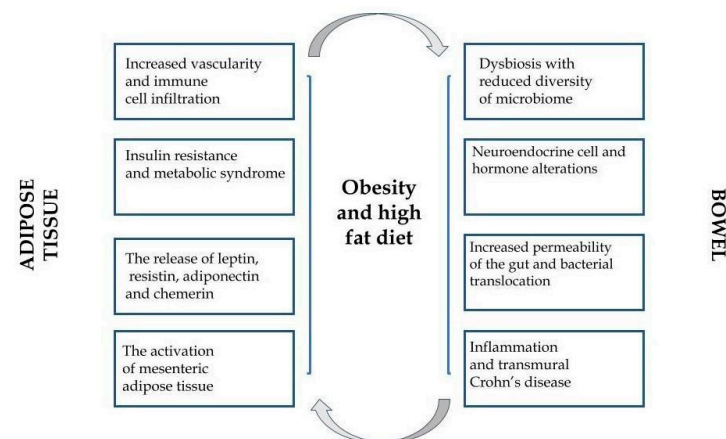 ADIPOSE
TISSUE
Increased vascularity
and immune
cell infiltration
Insulin resistance
and metabolic syndrome
The release of leptin,
resistin, adiponectin
and chemerin
The activation
of mesenteric
adipose tissue
Obesity
and high
fat diet
Dysbiosis with
reduced diversity
of microbiome
Neuroendocrine cell and
hormone alterations
Increased permeability
of the gut and bacterial
translocation
Inflammation
and transmural
Crohn’s disease
BOWEL